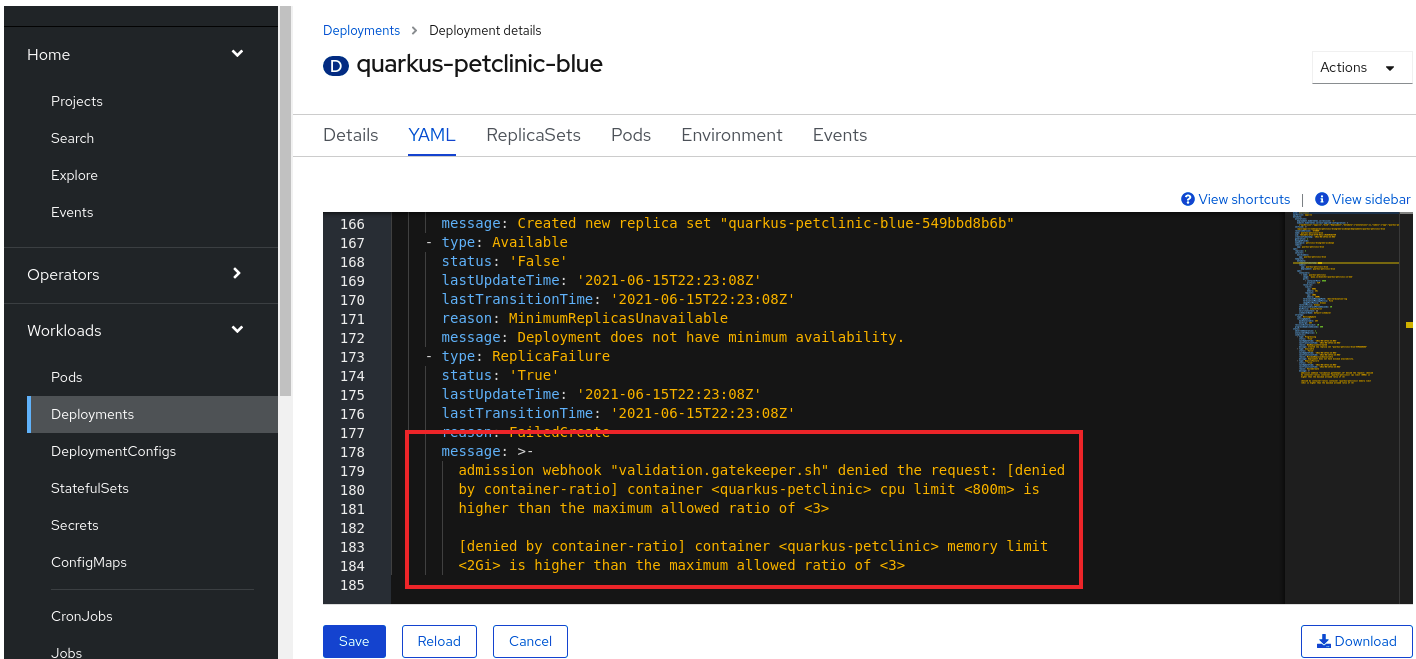 Home
Projects
Search
Explore
Events
Operators
Workloads
Pods
Deployments
DeploymentConfigs
StatefulSets
Secrets
ConfigMaps
CronJobs
Jobs
Deployments > Deployment details
D quarkus-petclinic-blue
Actions
Details YAML ReplicaSets Pods Environment Events
View shortcuts | View sidebar
166 message: Created new replica set "quarkus-petclinic-blue-549bbd8b6b"
167 - type: Available
168 status: 'False'
169 lastUpdateTime: '2021-06-15T22:23:08Z'
170 lastTransitionTime: '2021-06-15T22:23:08Z'
171 reason: MinimumReplicasUnavailable
172 message: Deployment does not have minimum availability.
173 - type: ReplicaFailure
174 status: 'True'
175 lastUpdateTime: '2021-06-15T22:23:08Z'
176 lastTransitionTime: '2021-06-15T22:23:08Z'
177 reason: FailedCreate
178 message: >-
179 admission webhook "validation.gatekeeper.sh" denied the request: [denied
180 by container-ratio] container <quarkus-petclinic> cpu limit <800m> is
181 higher than the maximum allowed ratio of <3>
182
183 [denied by container-ratio] container <quarkus-petclinic> memory limit
184 <2Gi> is higher than the maximum allowed ratio of <3>
185
Save Reload Cancel Download